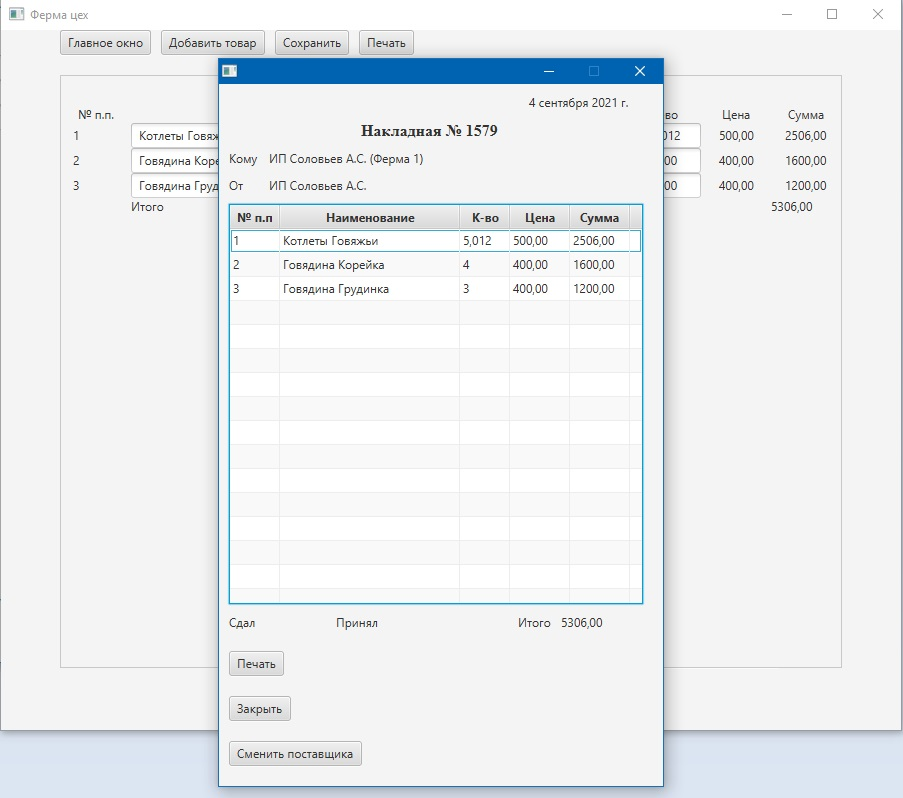 Ферма цех
Главное окно Добавить товар Сохранить Печать
4 сентября 2021 г.
Накладная № 1579
Кому ИП Соловьев А.С. (Ферма 1)
От ИП Соловьев А.С.
№ п.п Наименование К-во Цена Сумма
1 Котлеты Говяжьи 5,012 500,00 2506,00
2 Говядина Корейка 4 400,00 1600,00
3 Говядина Грудинка 3 400,00 1200,00
Сдал Принял Итого 5306,00
Печать
Закрыть
Сменить поставщика
№ п.п. во Цена Сумма
1 Котлеты Говяж 012 500,00 2506,00
2 Говядина Коре 00 400,00 1600,00
3 Говядина Груд 00 400,00 1200,00
Итого 5306,00